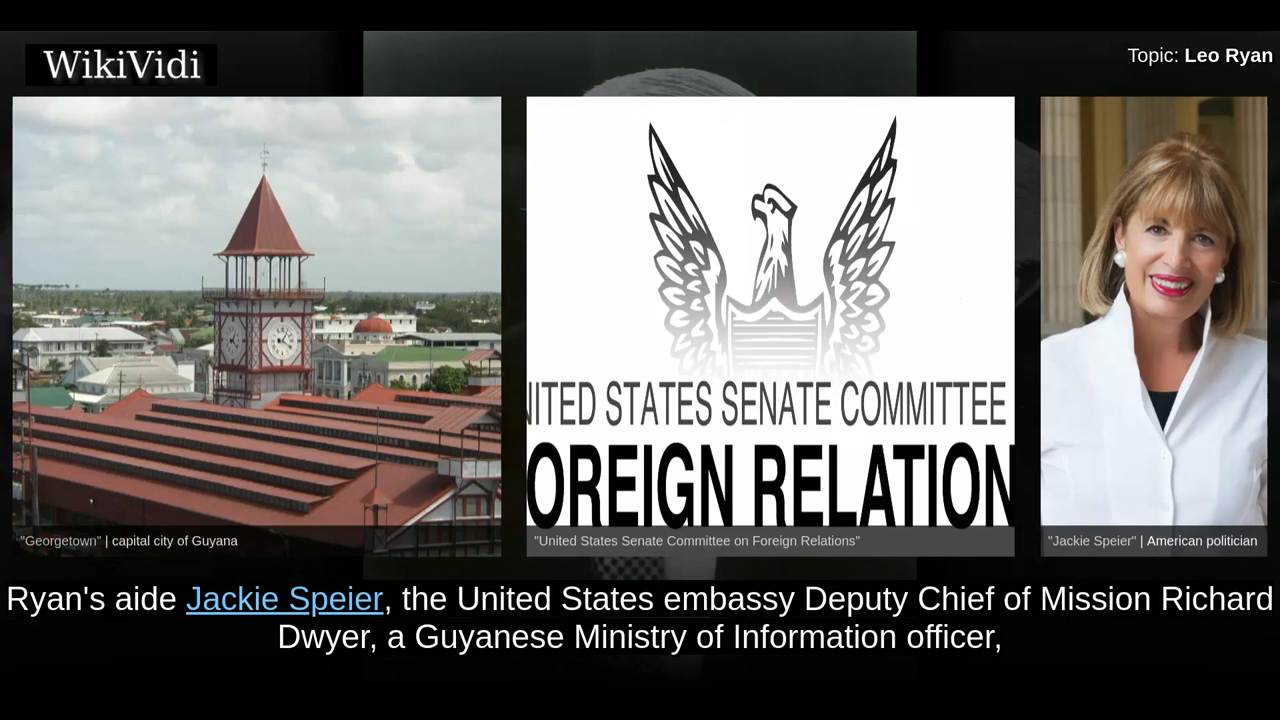 WikiVidi
Topic: Leo Ryan
NITED STATES SENATE COMMITTEE
OREIGN RELATION
"Georgetown" | capital city of Guyana
"United States Senate Committee on Foreign Relations"
"Jackie Speier" | American politician
Ryan's aide Jackie Speier, the United States embassy Deputy Chief of Mission Richard
Dwyer, a Guyanese Ministry of Information officer,